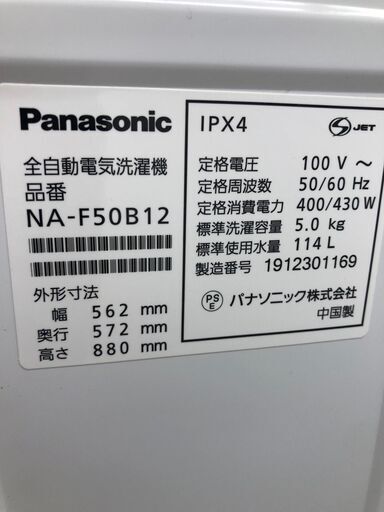 Panasonic
全自動電気洗濯機
品番
NA-F50B12
外形寸法
幅 562 mm
奥行 572 mm
高さ 880 mm
IPX4
S JET
定格電圧 100 V ～
定格周波数 50/60 Hz
定格消費電力 400/430 W
標準洗濯容量 5.0 kg
標準使用水量 114 L
製造番号 1912301169
PS E パナソニック株式会社
中国製